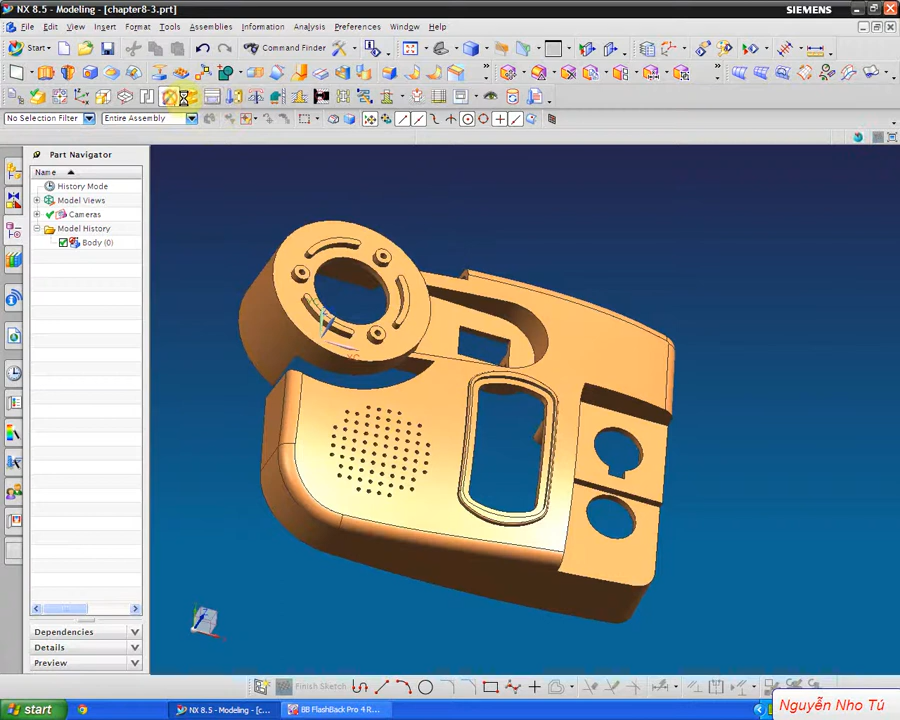 NX 8.5 - Modeling - [chapter8-3.prt]
SIEMENS
File Edit View Insert Format Tools Assemblies Information Analysis Preferences Window Help
Start
Command Finder
No Selection Filter
Entire Assembly
Part Navigator
Name
History Mode
Model Views
Cameras
Model History
Body (0)
Dependencies
Details
Preview
Finish Sketch
start
NX 8.5 - Modeling - [c...
BB FlashBack Pro 4 R...
Nguyễn Nho Tú